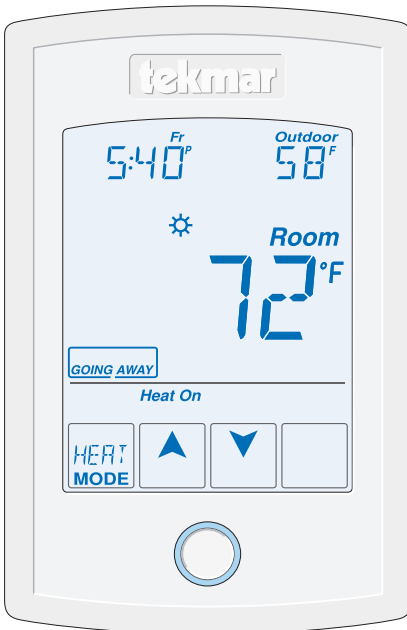 tekmar
Fr Outdoor
5:40P 58F
Room
72°F
GOING AWAY
Heat On
HEAT
MODE